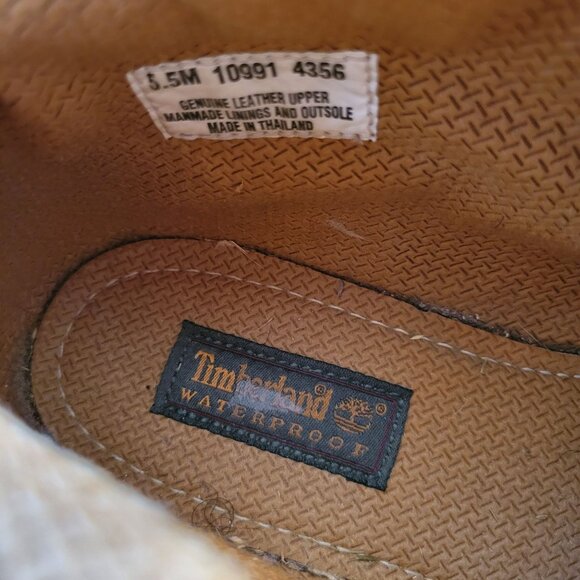 5.5M 10991 4356
GENUINE LEATHER UPPER
MANMADE LININGS AND OUTSOLE
MADE IN THAILAND
Timberland®
®
WATERPROOF